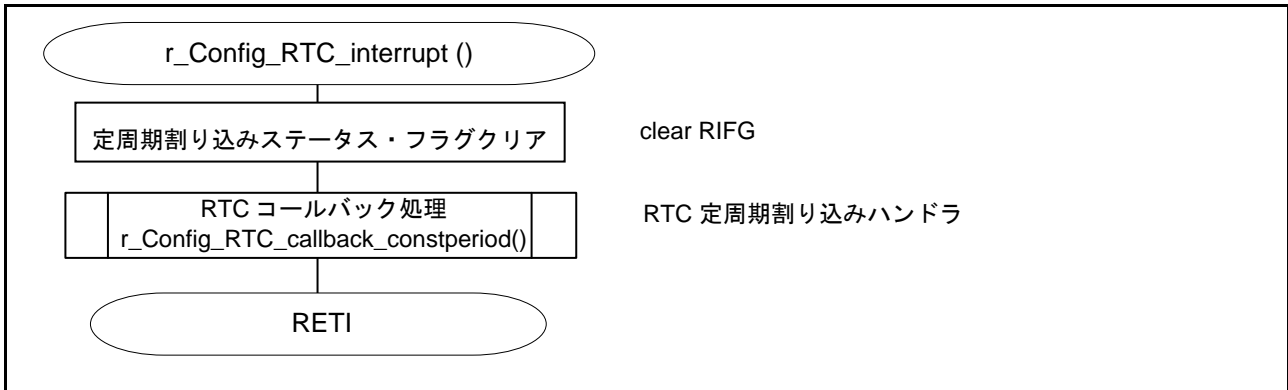 r_Config_RTC_interrupt ()
定周期割り込みステータス・フラグクリア
clear RIFG
RTC コールバック処理
r_Config_RTC_callback_constperiod()
RTC 定周期割り込みハンドラ
RETI